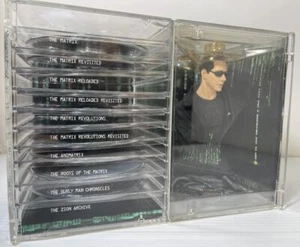 THE MATRIX
THE MATRIX REVISITED
THE MATRIX RELOADED
THE MATRIX RELOADED REVISITED
THE MATRIX REVOLUTIONS
THE MATRIX REVOLUTIONS REVISITED
THE ANIMATRIX
THE ROOTS OF THE MATRIX
THE BURLY MAN CHRONICLES
THE ZION ARCHIVE